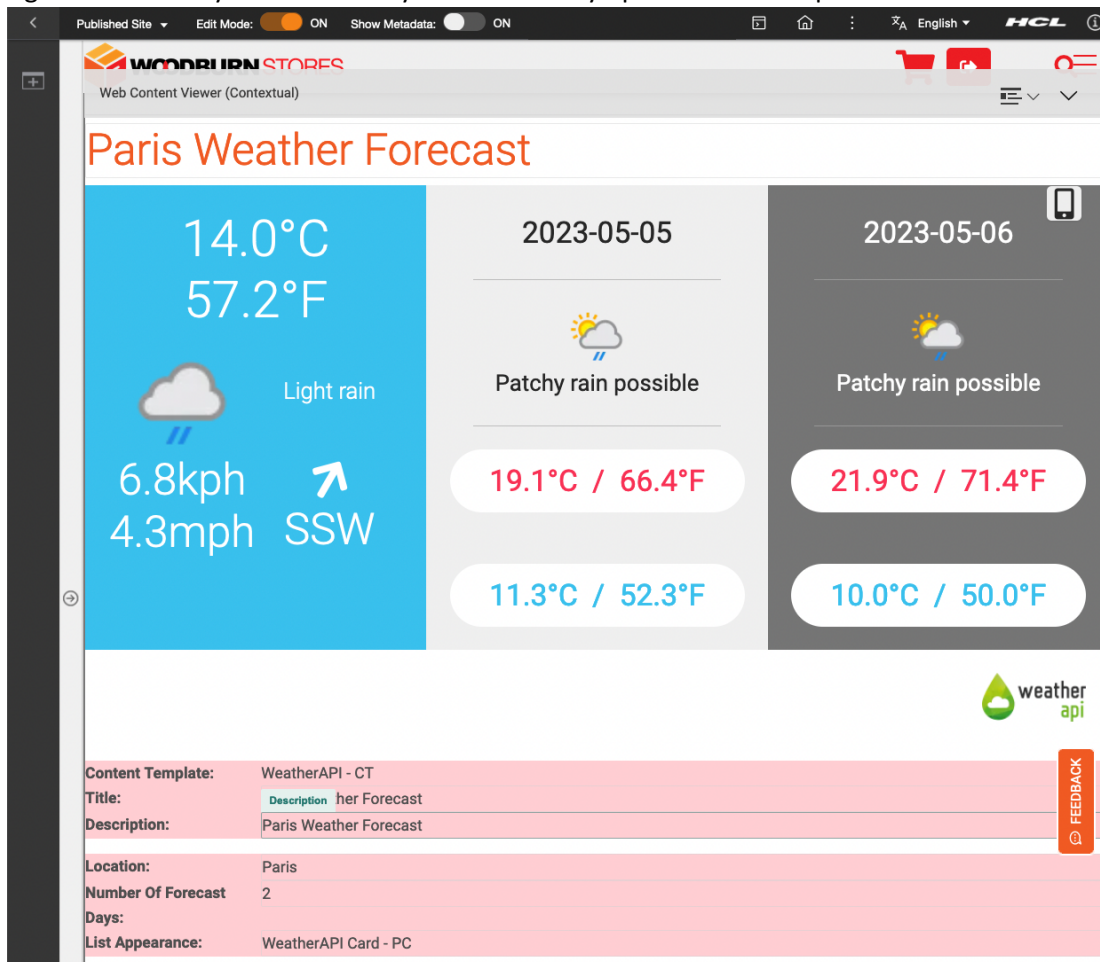 Published Site Edit Mode: ON Show Metadata: ON English HCL
WOODBURN STORES
Web Content Viewer (Contextual)
Paris Weather Forecast
14.0°C
57.2°F
Light rain
6.8kph
4.3mph SSW
2023-05-05
Patchy rain possible
19.1°C / 66.4°F
11.3°C / 52.3°F
2023-05-06
Patchy rain possible
21.9°C / 71.4°F
10.0°C / 50.0°F
weather
api
Content Template: WeatherAPI - CT
Title: Description her Forecast
Description: Paris Weather Forecast
FEEDBACK
Location: Paris
Number Of Forecast 2
Days:
List Appearance: WeatherAPI Card - PC